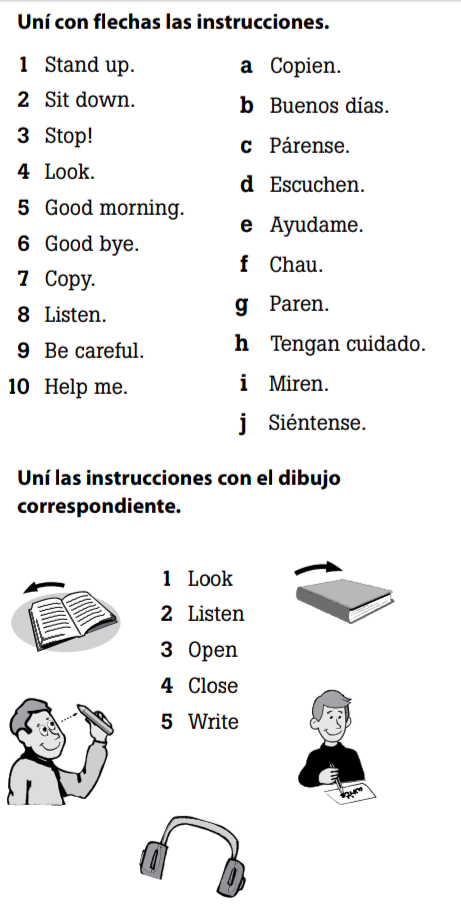 Uní con flechas las instrucciones.
1 Stand up.
2 Sit down.
3 Stop!
4 Look.
5 Good morning.
6 Good bye.
7 Copy.
8 Listen.
9 Be careful.
10 Help me.
a Copien.
b Buenos días.
c Párense.
d Escuchen.
e Ayudame.
f Chau.
g Paren.
h Tengan cuidado.
i Miren.
j Siéntense.
Uní las instrucciones con el dibujo
correspondiente.
1 Look
2 Listen
3 Open
4 Close
5 Write